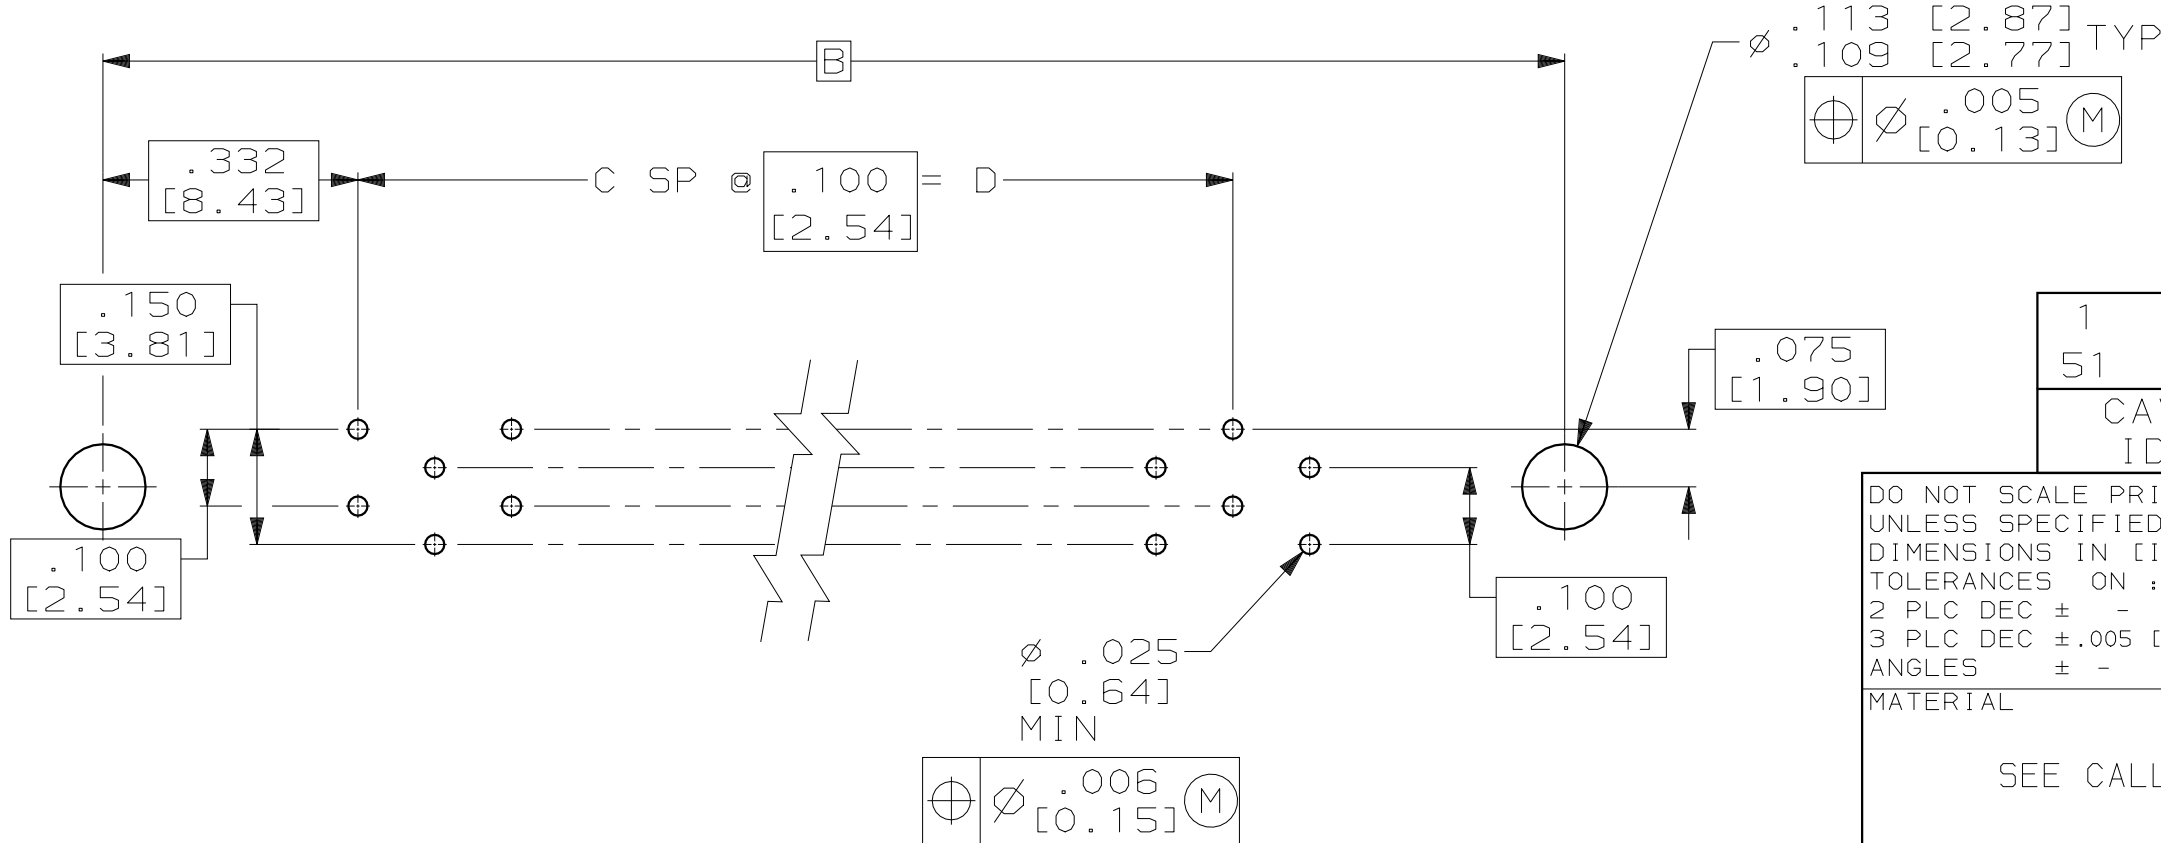 .113 [2.87] TYP
⌀
.109 [2.77]
B
⌖ ⌀ .005 Ⓜ
[0.13]
.332
[8.43]
C SP @ .100 = D
[2.54]
.150
[3.81]
.075
[1.90]
1
51
CA
ID
DO NOT SCALE PRI
UNLESS SPECIFIED
DIMENSIONS IN [I
TOLERANCES ON :
2 PLC DEC ± -
3 PLC DEC ±.005 [
ANGLES ± -
MATERIAL
SEE CALL
.100
[2.54]
.100
[2.54]
⌀ .025
[0.64]
MIN
⌖ ⌀ .006 Ⓜ
[0.15]